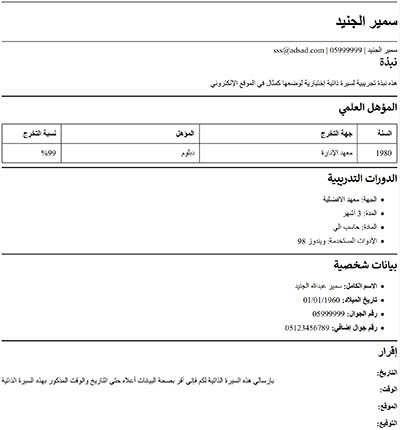 سمير الجنيد
سمير الجنيد | 05999999 | sss@adsad.com
نبذة
هذه نبذة تجريبية لسيرة ذاتية إختبارية لوضعها كمثال في الموقع الإلكتروني
المؤهل العلمي
السنة جهة التخرج المؤهل نسبة التخرج
1980 معهد الإدارة دبلوم 99%
الدورات التدريبية
الجهة: معهد الافضلية
المدة: 3 أشهر
المادة: حاسب الي
الأدوات المستخدمة: ويندوز 98
بيانات شخصية
الاسم الكامل: سمير عبدالله الجنيد
تاريخ الميلاد: 01/01/1960
رقم الجوال: 05999999
رقم جوال إضافي: 05123456789
إقرار
بإرسالي هذه السيرة الذاتية لكم فإني أقر بصحة البيانات أعلاه حتى التاريخ والوقت المذكور بهذه السيرة الذاتية
التاريخ:
الوقت:
الموقع:
التوقيع: